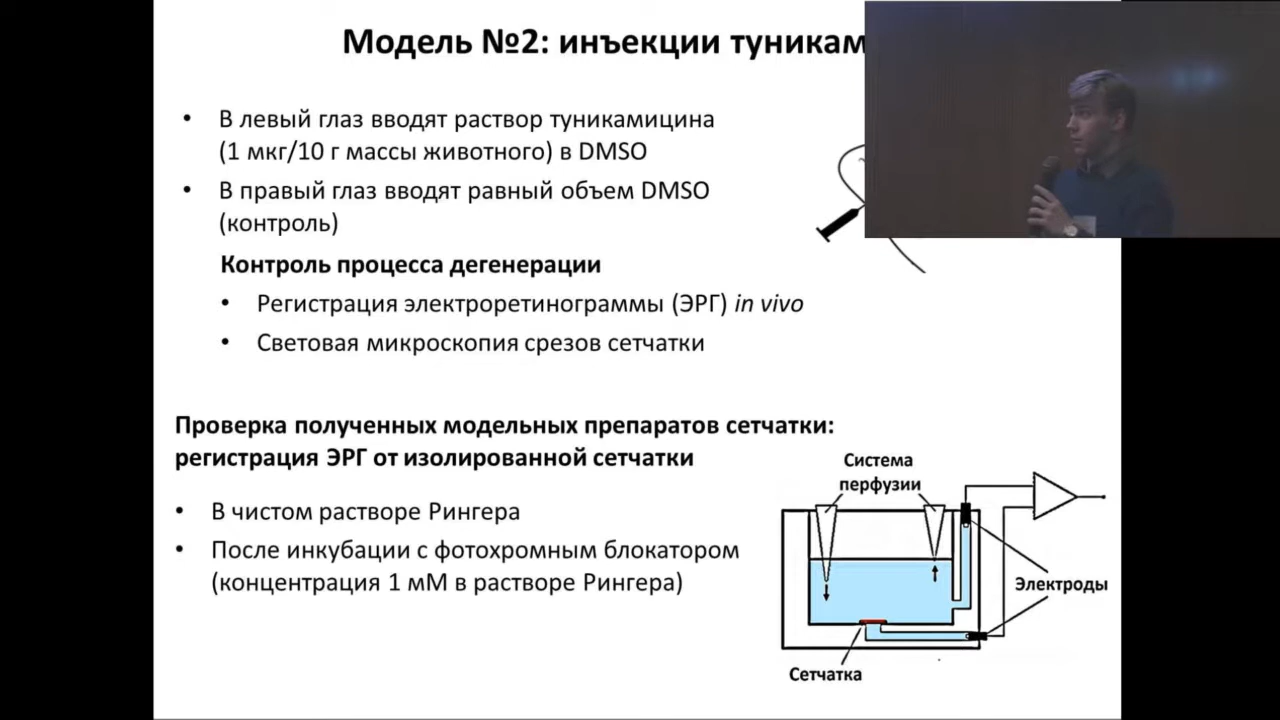 Модель №2: инъекции туникам
• В левый глаз вводят раствор туникамицина
(1 мкг/10 г массы животного) в DMSO
• В правый глаз вводят равный объем DMSO
(контроль)
Контроль процесса дегенерации
• Регистрация электроретинограммы (ЭРГ) in vivo
• Световая микроскопия срезов сетчатки
Проверка полученных модельных препаратов сетчатки:
регистрация ЭРГ от изолированной сетчатки
• В чистом растворе Рингера
• После инкубации с фотохромным блокатором
(концентрация 1 мМ в растворе Рингера)
Система
перфузии
Электроды
Сетчатка